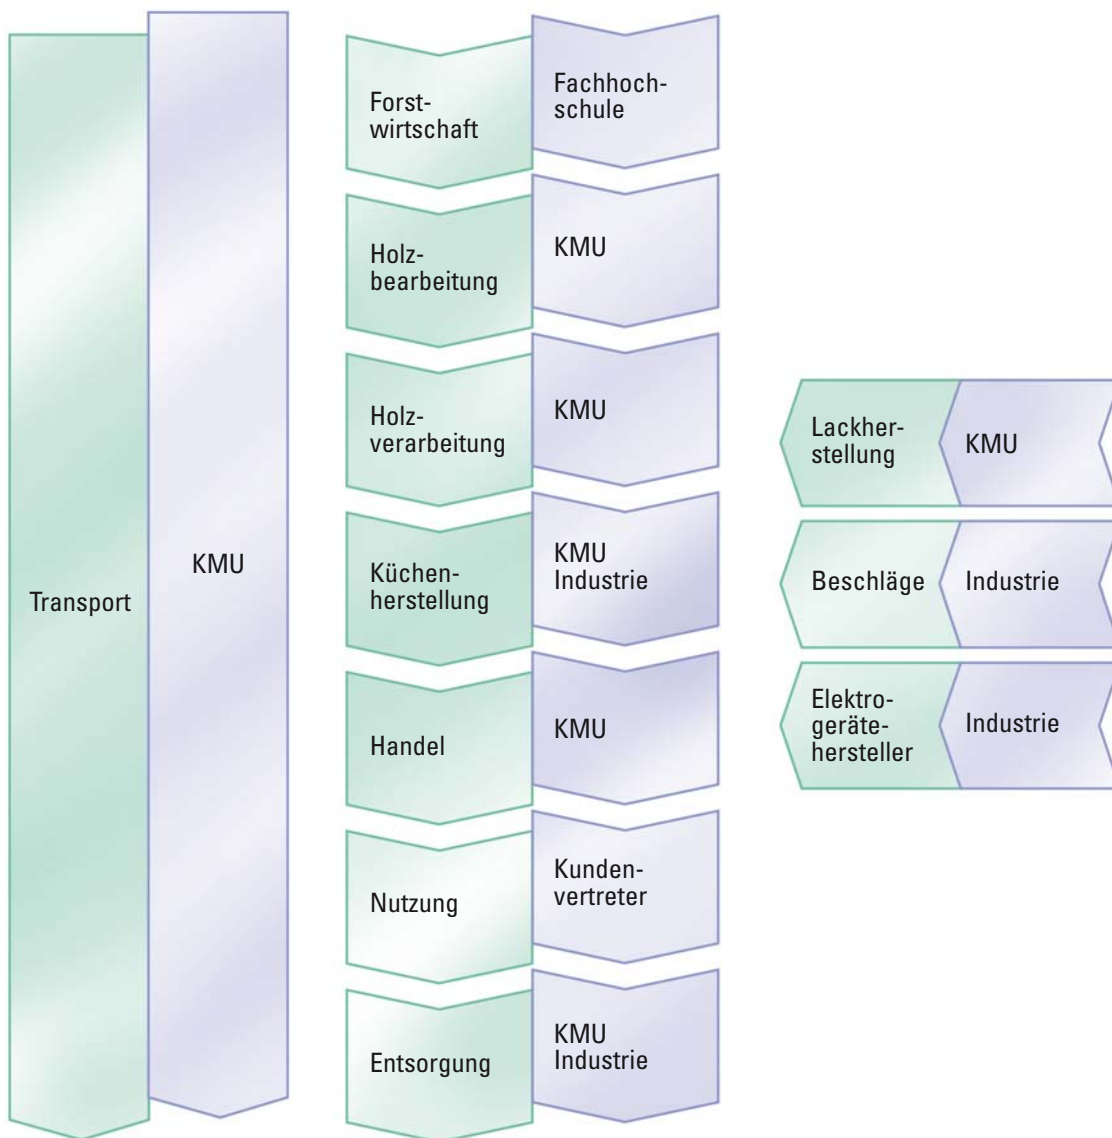 Transport
KMU
Forst-
wirtschaft
Fachhoch-
schule
Holz-
bearbeitung
KMU
Holz-
verarbeitung
KMU
Küchen-
herstellung
KMU
Industrie
Handel
KMU
Nutzung
Kunden-
vertreter
Entsorgung
KMU
Industrie
Lackher-
stellung
KMU
Beschläge
Industrie
Elektro-
geräte-
hersteller
Industrie